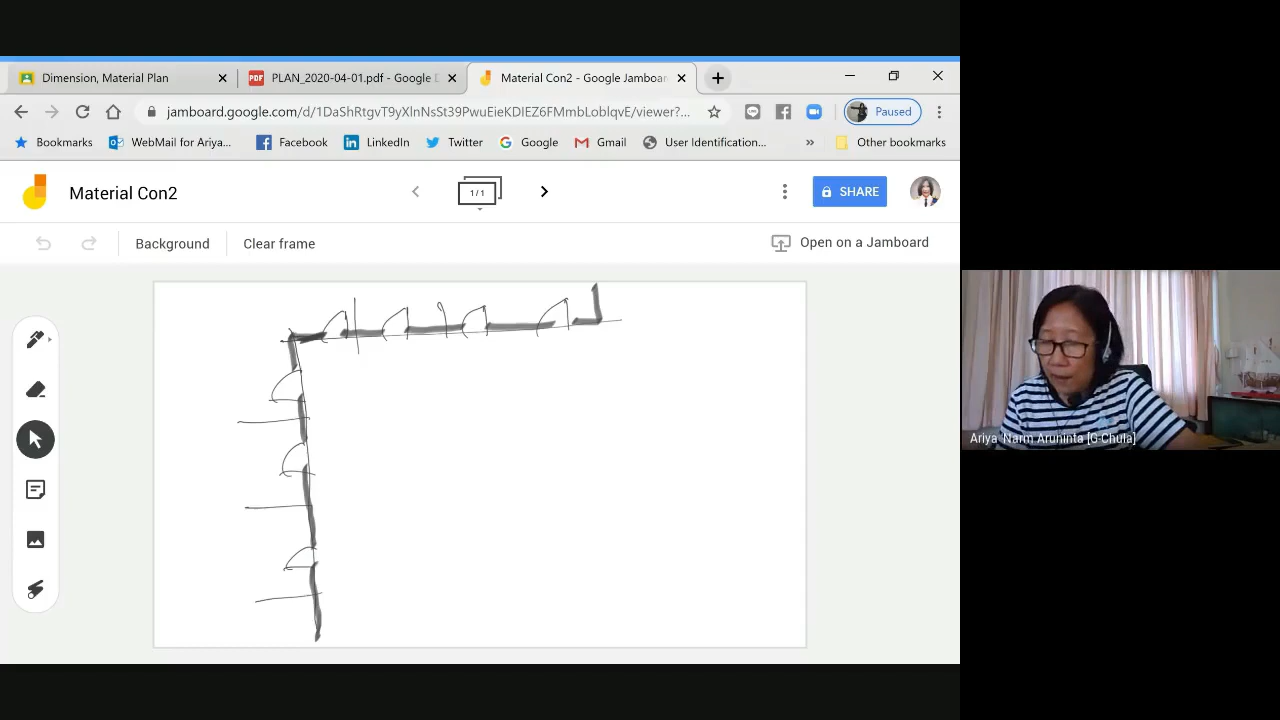 Dimension, Material Plan
PLAN_2020-04-01.pdf - Google D
Material Con2 - Google Jamboar
jamboard.google.com/d/1DaShRtgvT9yXlnNsSt39PwuEieKDIEZ6FMmbLoblqvE/viewer?...
Paused
Bookmarks
WebMail for Ariya...
Facebook
LinkedIn
Twitter
Google
Gmail
User Identification...
Other bookmarks
Material Con2
1 / 1
SHARE
Background
Clear frame
Open on a Jamboard
Ariya 'Narm Aruninta [G-Chula]